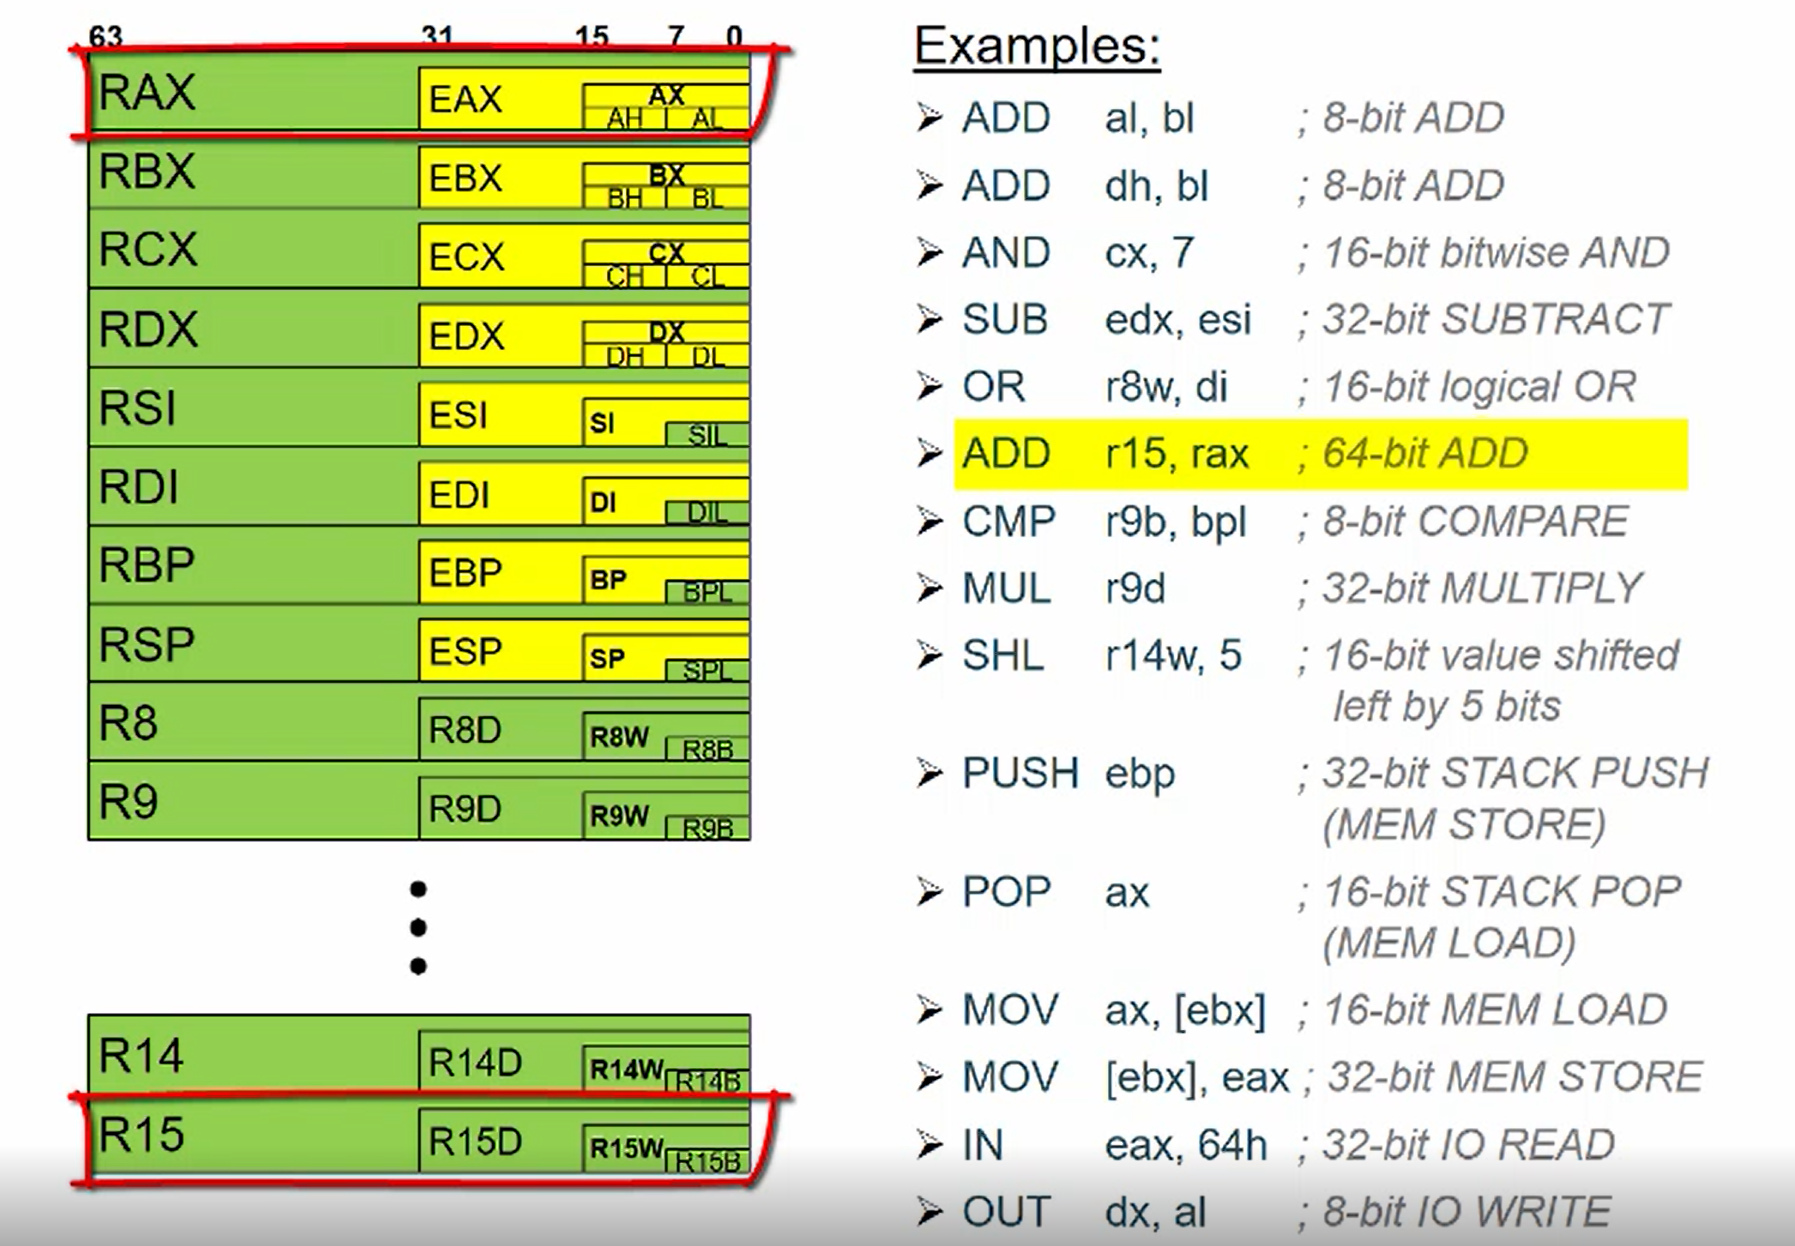 63 31 15 7 0
RAX EAX AX
AH AL
RBX EBX BX
BH BL
RCX ECX CX
CH CL
RDX EDX DX
DH DL
RSI ESI SI SIL
RDI EDI DI DIL
RBP EBP BP BPL
RSP ESP SP SPL
R8 R8D R8W R8B
R9 R9D R9W R9B
R14 R14D R14W R14B
R15 R15D R15W R15B
Examples:
ADD al, bl ; 8-bit ADD
ADD dh, bl ; 8-bit ADD
AND cx, 7 ; 16-bit bitwise AND
SUB edx, esi ; 32-bit SUBTRACT
OR r8w, di ; 16-bit logical OR
ADD r15, rax ; 64-bit ADD
CMP r9b, bpl ; 8-bit COMPARE
MUL r9d ; 32-bit MULTIPLY
SHL r14w, 5 ; 16-bit value shifted
left by 5 bits
PUSH ebp ; 32-bit STACK PUSH
(MEM STORE)
POP ax ; 16-bit STACK POP
(MEM LOAD)
MOV ax, [ebx] ; 16-bit MEM LOAD
MOV [ebx], eax ; 32-bit MEM STORE
IN eax, 64h ; 32-bit IO READ
OUT dx, al ; 8-bit IO WRITE